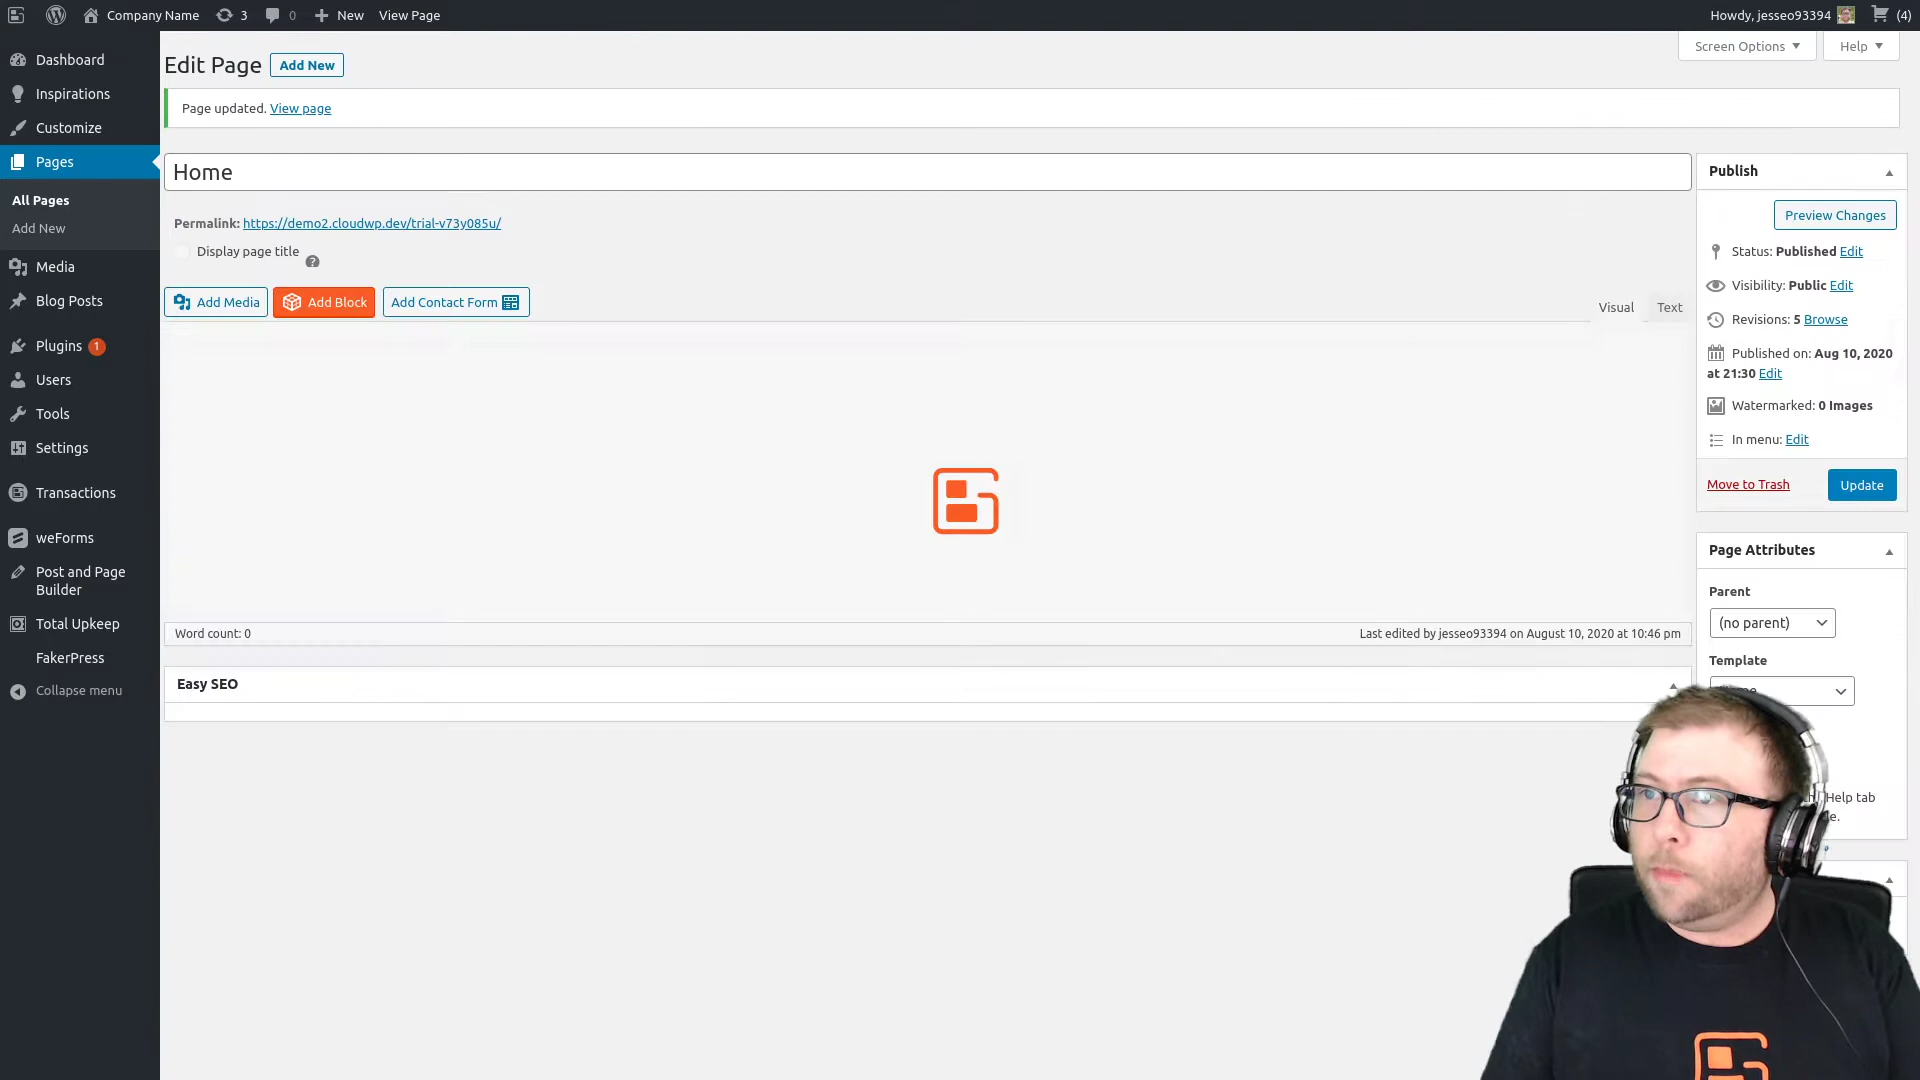 Company Name 3 0 New View Page
Howdy, jesseo93394 (4)
Screen Options Help
Dashboard
Inspirations
Customize
Pages
All Pages
Add New
Media
Blog Posts
Plugins 1
Users
Tools
Settings
Transactions
weForms
Post and Page
Builder
Total Upkeep
FakerPress
Collapse menu
Edit Page Add New
Page updated. View page
Home
Permalink: https://demo2.cloudwp.dev/trial-v73y085u/
Display page title
Add Media Add Block Add Contact Form
Visual Text
Word count: 0
Last edited by jesseo93394 on August 10, 2020 at 10:46 pm
Easy SEO
Publish
Preview Changes
Status: Published Edit
Visibility: Public Edit
Revisions: 5 Browse
Published on: Aug 10, 2020
at 21:30 Edit
Watermarked: 0 Images
In menu: Edit
Move to Trash Update
Page Attributes
Parent
(no parent)
Template
Help tab